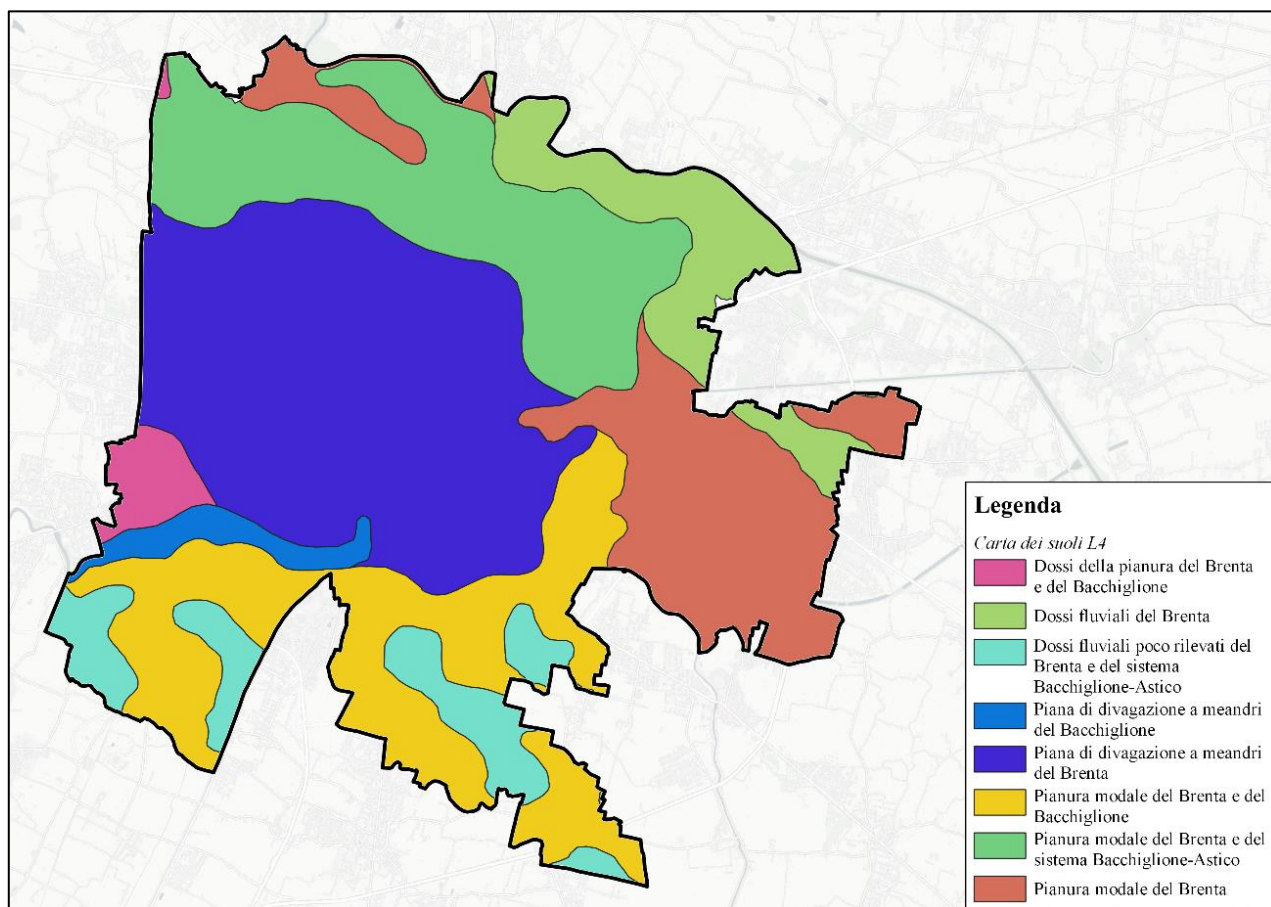 Legenda
Carta dei suoli L4
Dossi della pianura del Brenta
e del Bacchiglione
Dossi fluviali del Brenta
Dossi fluviali poco rilevati del
Brenta e del sistema
Bacchiglione-Astico
Piana di divagazione a meandri
del Bacchiglione
Piana di divagazione a meandri
del Brenta
Pianura modale del Brenta e del
Bacchiglione
Pianura modale del Brenta e del
sistema Bacchiglione-Astico
Pianura modale del Brenta